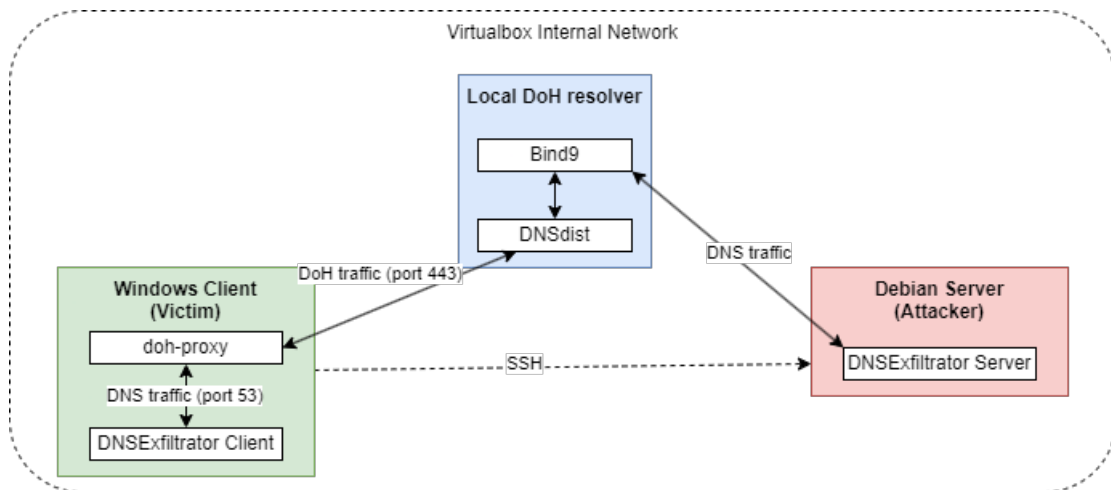 Virtualbox Internal Network
Local DoH resolver
Bind9
DNSdist
DoH traffic (port 443)
DNS traffic
Windows Client
(Victim)
doh-proxy
DNS traffic (port 53)
DNSExfiltrator Client
SSH
Debian Server
(Attacker)
DNSExfiltrator Server